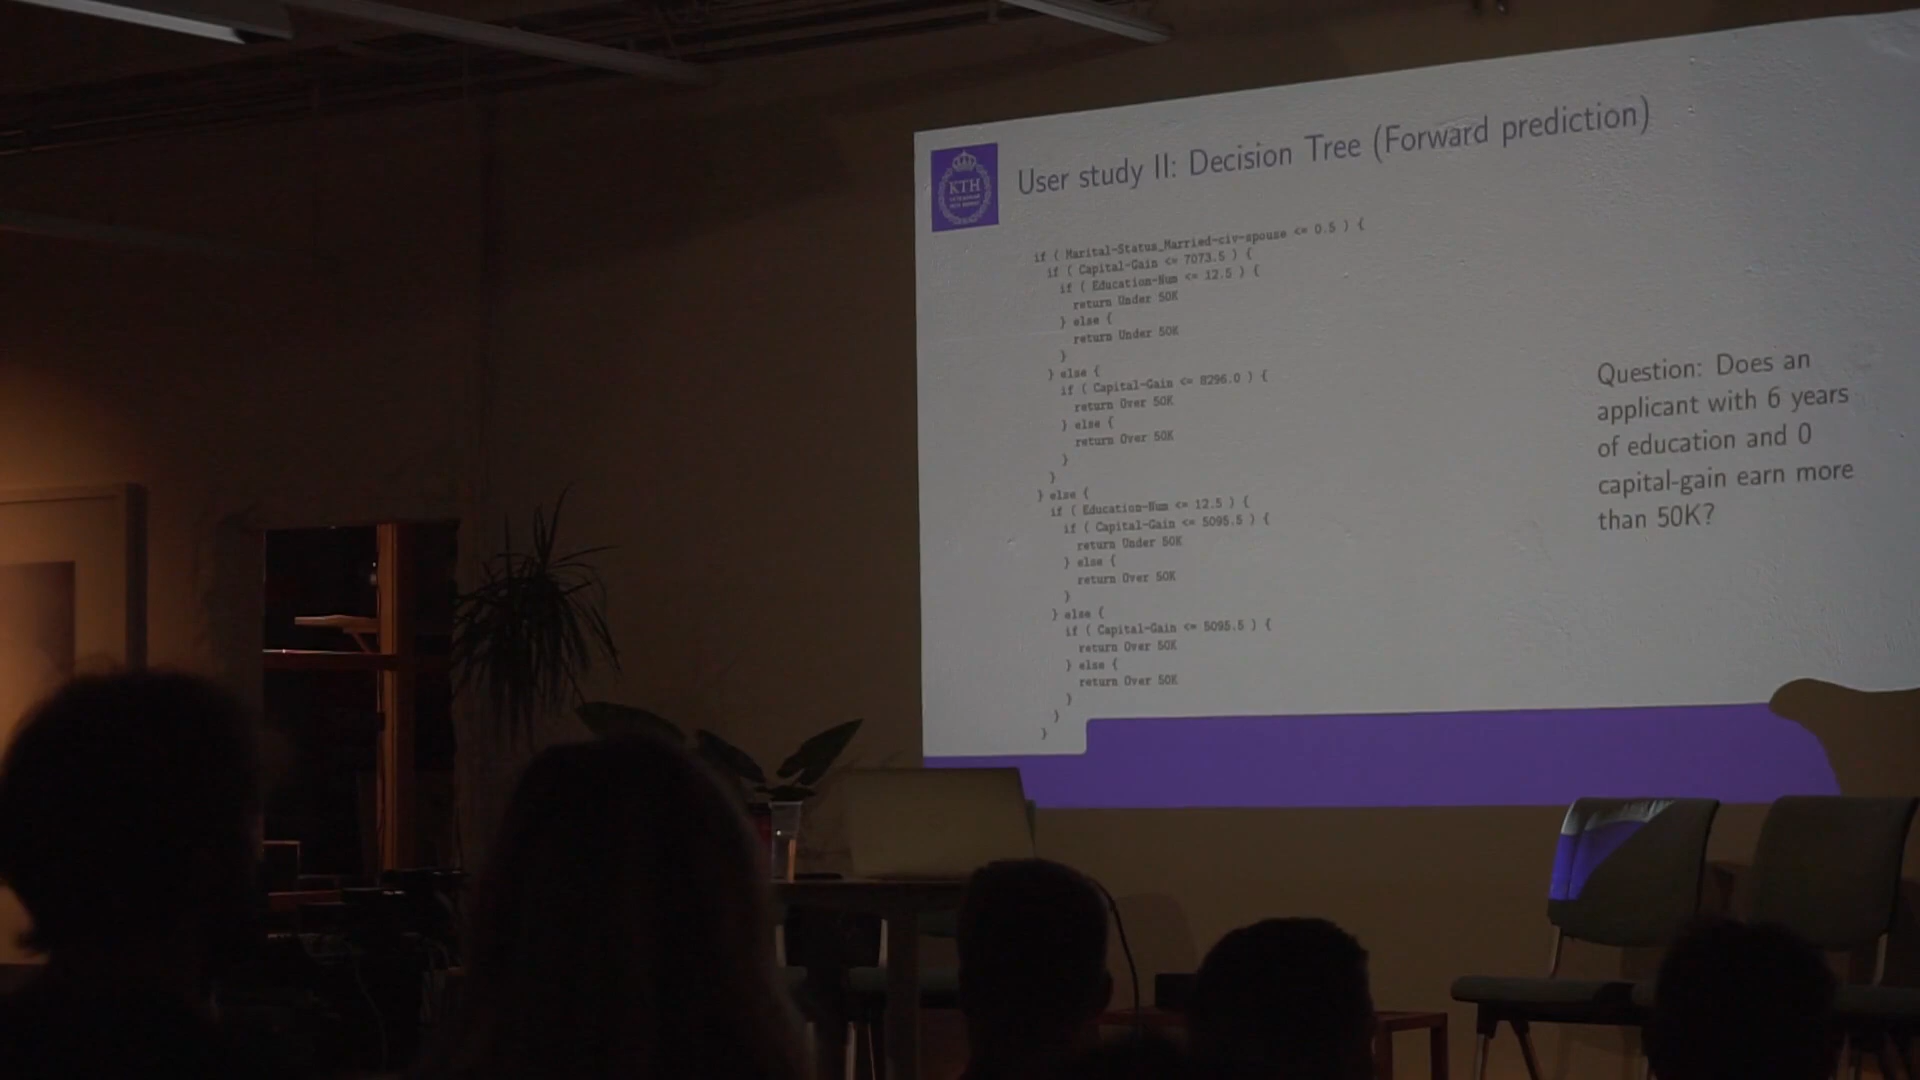 KTH
User study II: Decision Tree (Forward prediction)
if ( Marital-Status_Married-civ-spouse <= 0.5 ) {
if ( Capital-Gain <= 7073.5 ) {
if ( Education-Num <= 12.5 ) {
return Under 50K
} else {
return Under 50K
}
} else {
if ( Capital-Gain <= 8296.0 ) {
return Over 50K
} else {
return Over 50K
}
}
} else {
if ( Education-Num <= 12.5 ) {
if ( Capital-Gain <= 5095.5 ) {
return Under 50K
} else {
return Over 50K
}
} else {
if ( Capital-Gain <= 5095.5 ) {
return Over 50K
} else {
return Over 50K
}
}
}
Question: Does an
applicant with 6 years
of education and 0
capital-gain earn more
than 50K?